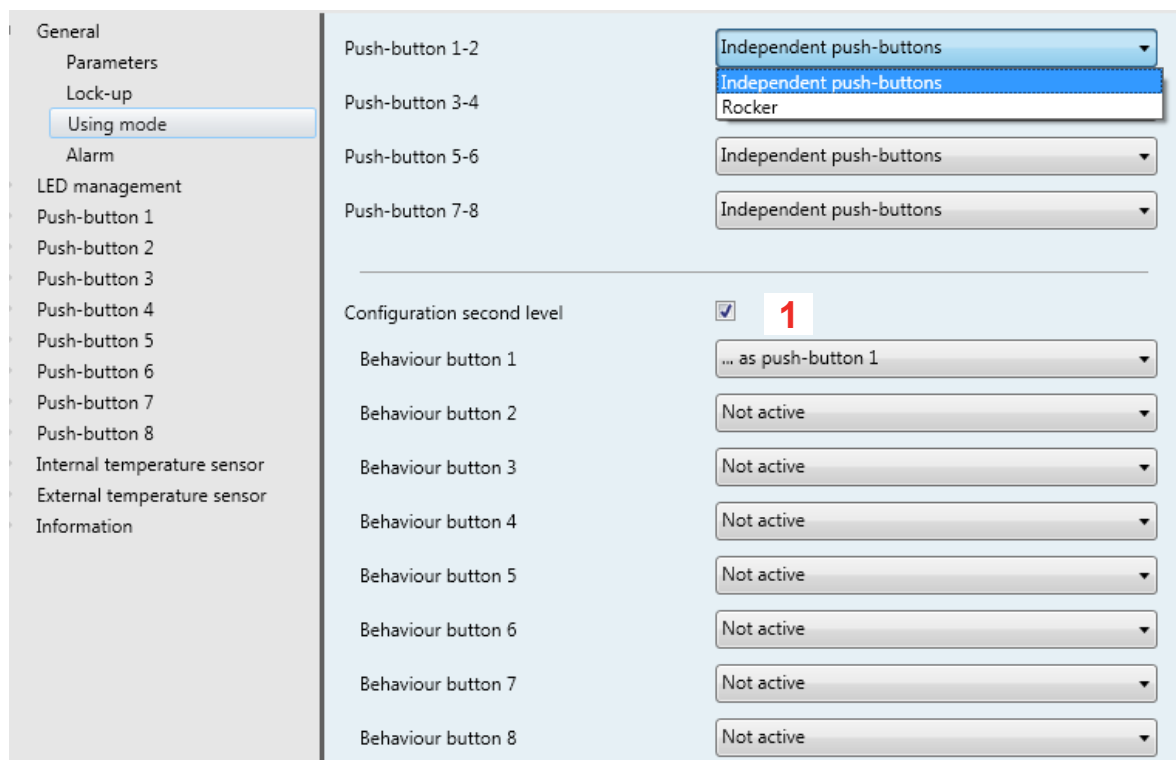 General
Parameters
Lock-up
Using mode
Alarm
LED management
Push-button 1
Push-button 2
Push-button 3
Push-button 4
Push-button 5
Push-button 6
Push-button 7
Push-button 8
Internal temperature sensor
External temperature sensor
Information
Push-button 1-2 Independent push-buttons
Independent push-buttons
Rocker
Push-button 3-4
Push-button 5-6 Independent push-buttons
Push-button 7-8 Independent push-buttons
Configuration second level 1
Behaviour button 1 ... as push-button 1
Behaviour button 2 Not active
Behaviour button 3 Not active
Behaviour button 4 Not active
Behaviour button 5 Not active
Behaviour button 6 Not active
Behaviour button 7 Not active
Behaviour button 8 Not active